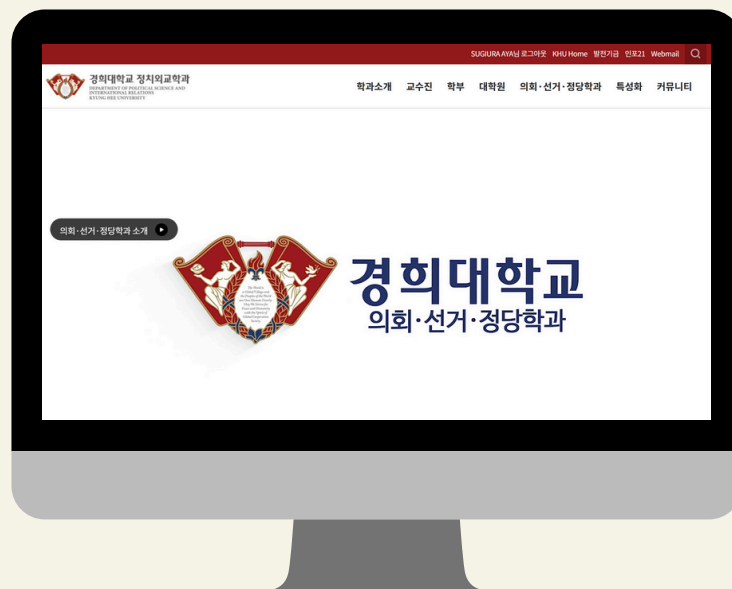 SUGIURA AYA님 로그아웃 KHU Home 발전기금 인포21 Webmail
경희대학교 정치외교학과
DEPARTMENT OF POLITICAL SCIENCE AND
INTERNATIONAL RELATIONS
KYUNG HEE UNIVERSITY
학과소개 교수진 학부 대학원 의회·선거·정당학과 특성화 커뮤니티
의회·선거·정당학과 소개
경희대학교
의회·선거·정당학과